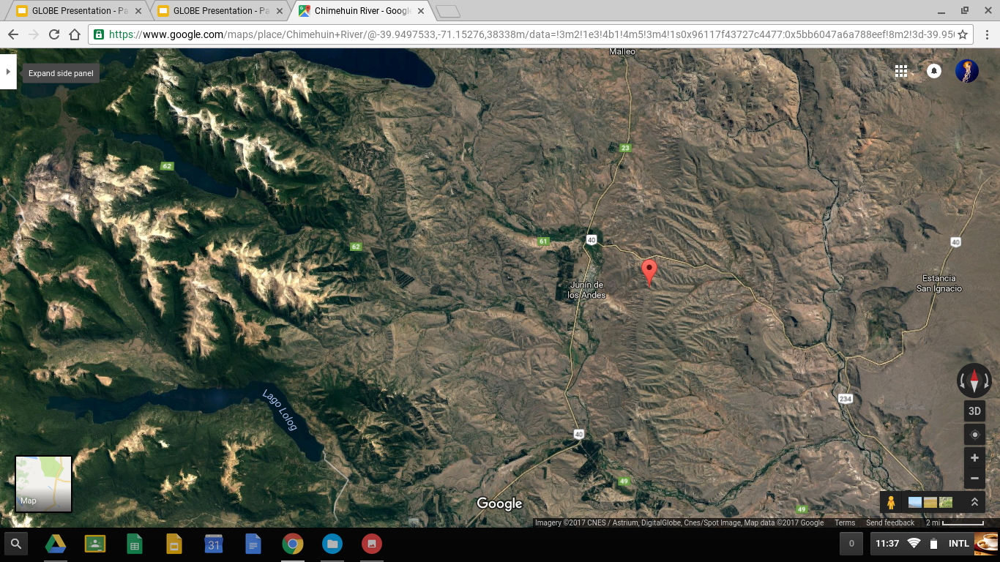 GLOBE Presentation - Pa
GLOBE Presentation - Pa
Chimehuin River - Google
https://www.google.com/maps/place/Chimehuin+River/@-39.9497533,-71.15276,38338m/data=!3m2!1e3!4b1!4m5!3m4!1s0x96117f43727c4477:0x5bb6047a6a788eef!8m2!3d-39.95
Malleo
Expand side panel
23
62
61
40
40
62
Junín de
los Andes
Estancia
San Ignacio
Lago Lolog
234
3D
40
49
49
Map
Google
Imagery ©2017 CNES / Astrium, DigitalGlobe, Cnes/Spot Image, Map data ©2017 Google
Terms
Send feedback
2 mi
31
0
11:37
INTL